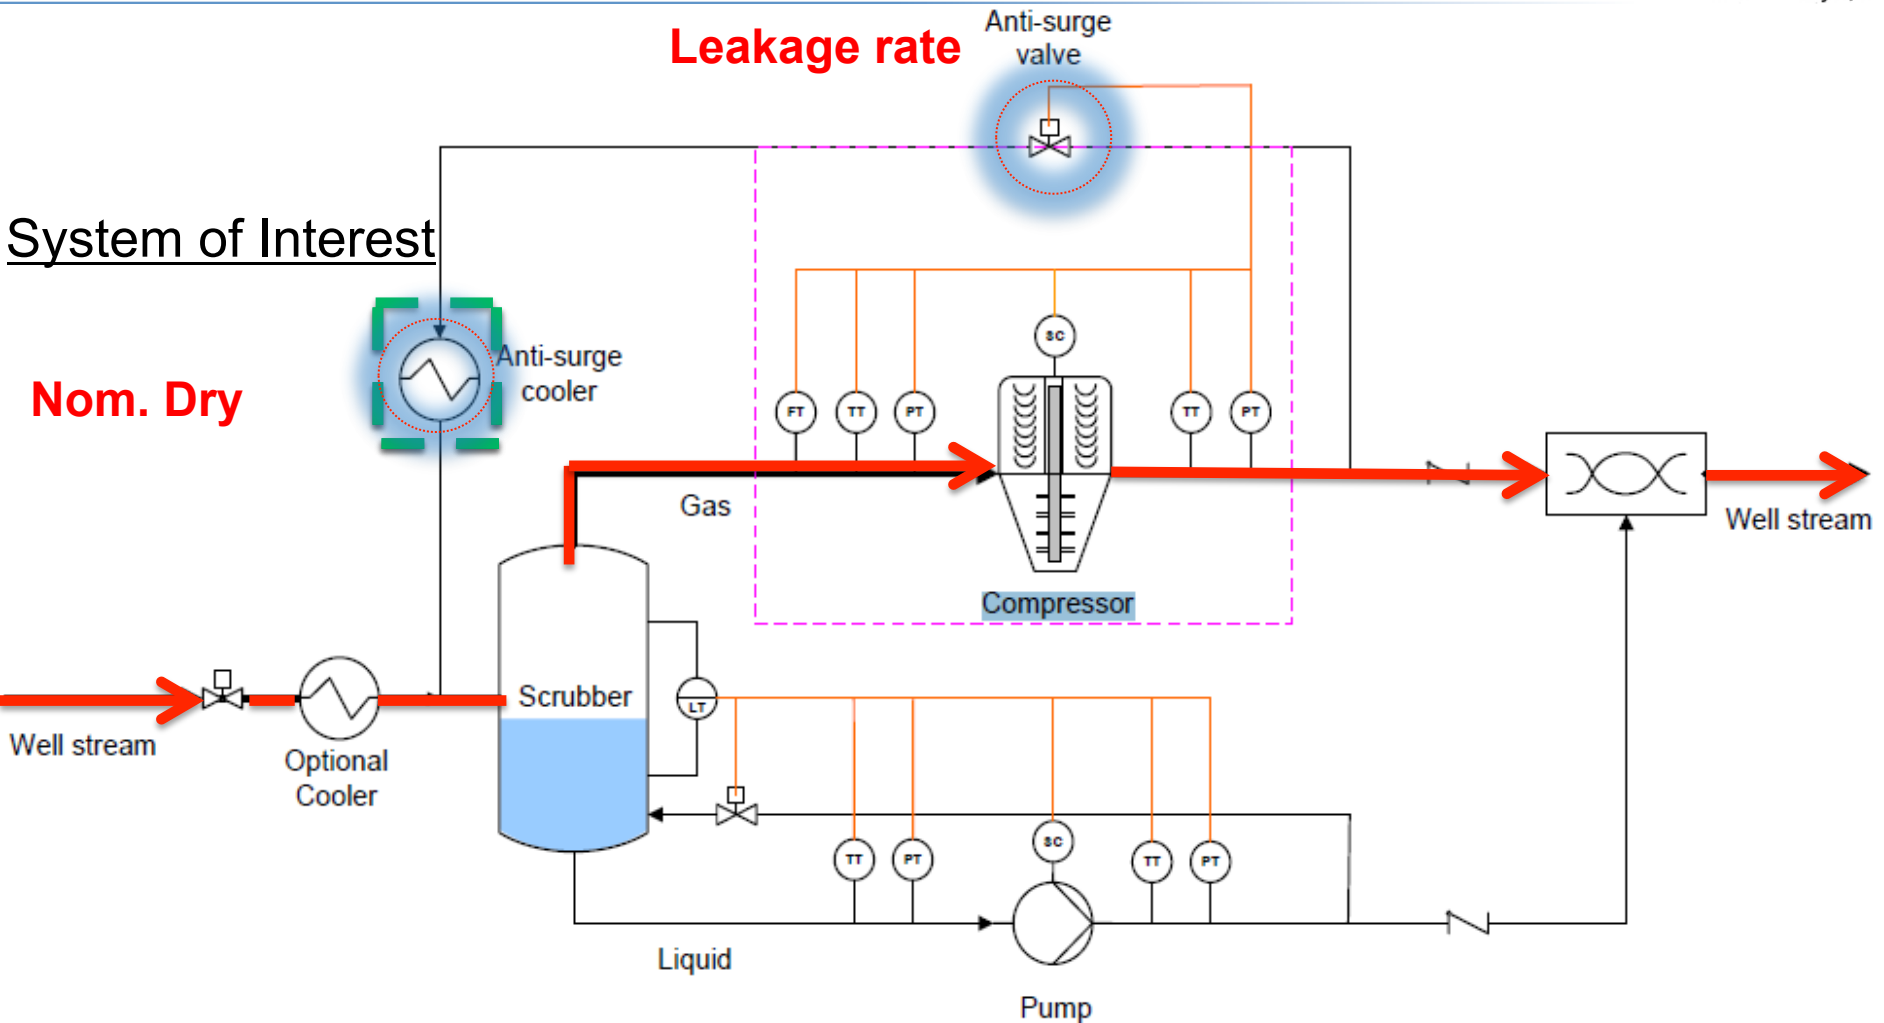 Leakage rate
Anti-surge
valve
System of Interest
SC
Anti-surge
cooler
Nom. Dry
FT
TT
PT
TT
PT
Gas
Well stream
Compressor
Scrubber
LT
Well stream
Optional
Cooler
TT
PT
SC
TT
PT
Liquid
Pump